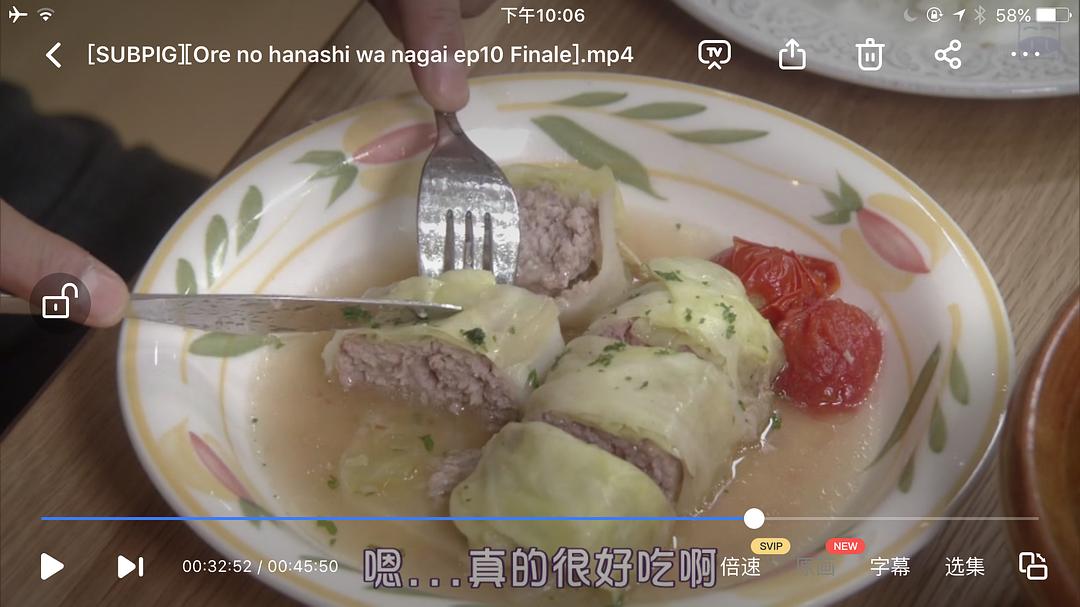 下午10:06
58%
[SUBPIG][Ore no hanashi wa nagai ep10 Finale].mp4
TV
00:32:52 / 00:45:50
嗯...真的很好吃啊
SVIP
倍速
NEW
原画
字幕
选集